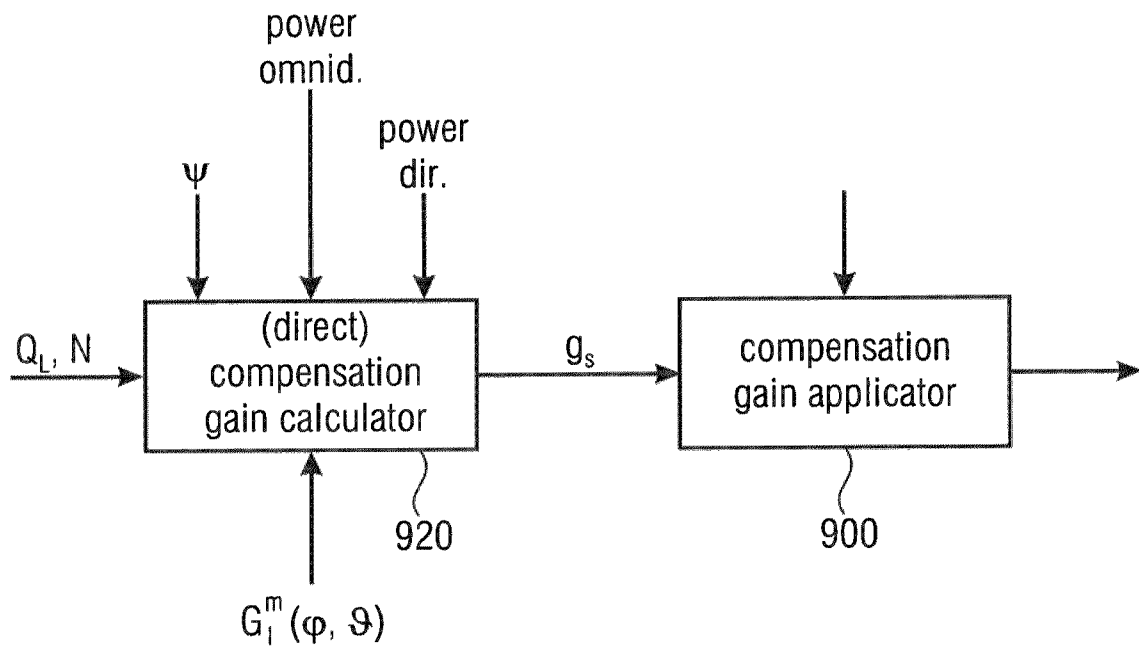 power
omnid.
power
dir.
Ψ
(direct)
compensation
gain calculator
Q_L, N
g_s
compensation
gain applicator
920
900
G_l^m (φ, ϑ)